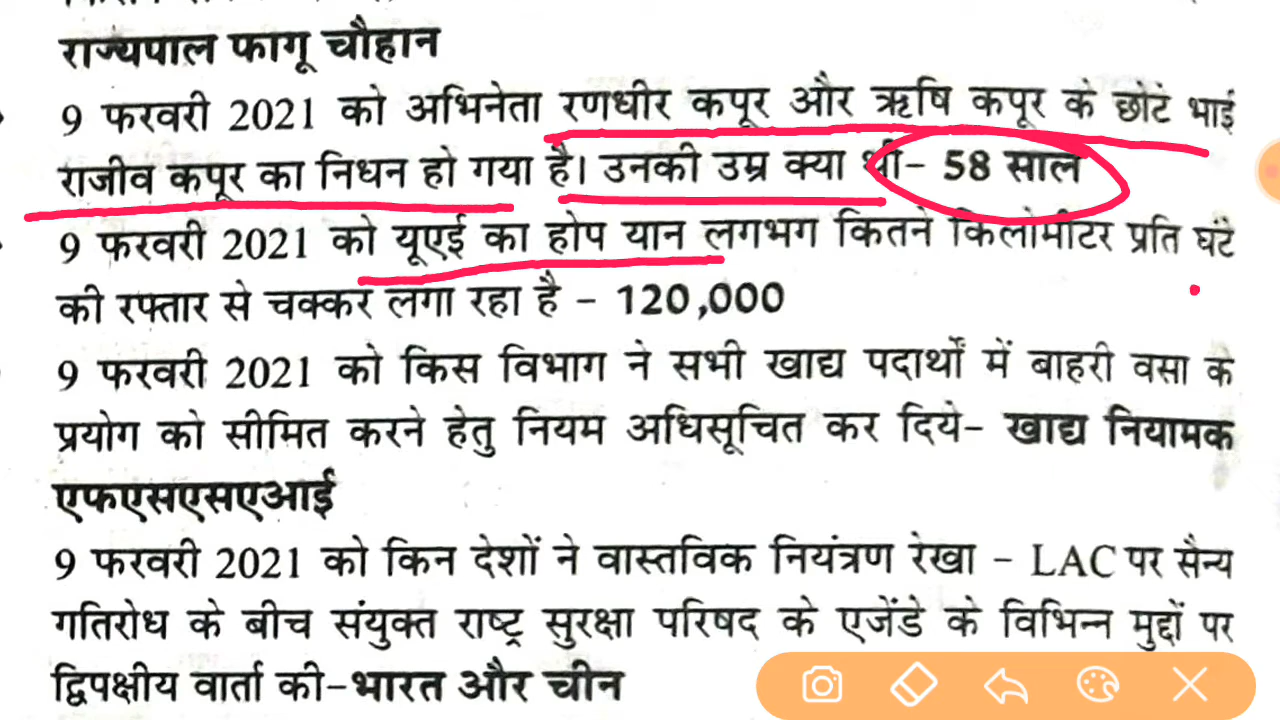 राज्यपाल फागू चौहान
9 फरवरी 2021 को अभिनेता रणधीर कपूर और ऋषि कपूर के छोटे भाई
राजीव कपूर का निधन हो गया है। उनकी उम्र क्या थी- 58 साल
9 फरवरी 2021 को यूएई का होप यान लगभग कितने किलोमीटर प्रति घंटे
की रफ्तार से चक्कर लगा रहा है - 120,000
9 फरवरी 2021 को किस विभाग ने सभी खाद्य पदार्थों में बाहरी वसा के
प्रयोग को सीमित करने हेतु नियम अधिसूचित कर दिये- खाद्य नियामक
एफएसएसएआई
9 फरवरी 2021 को किन देशों ने वास्तविक नियंत्रण रेखा - LAC पर सैन्य
गतिरोध के बीच संयुक्त राष्ट्र सुरक्षा परिषद के एजेंडे के विभिन्न मुद्दों पर
द्विपक्षीय वार्ता की-भारत और चीन